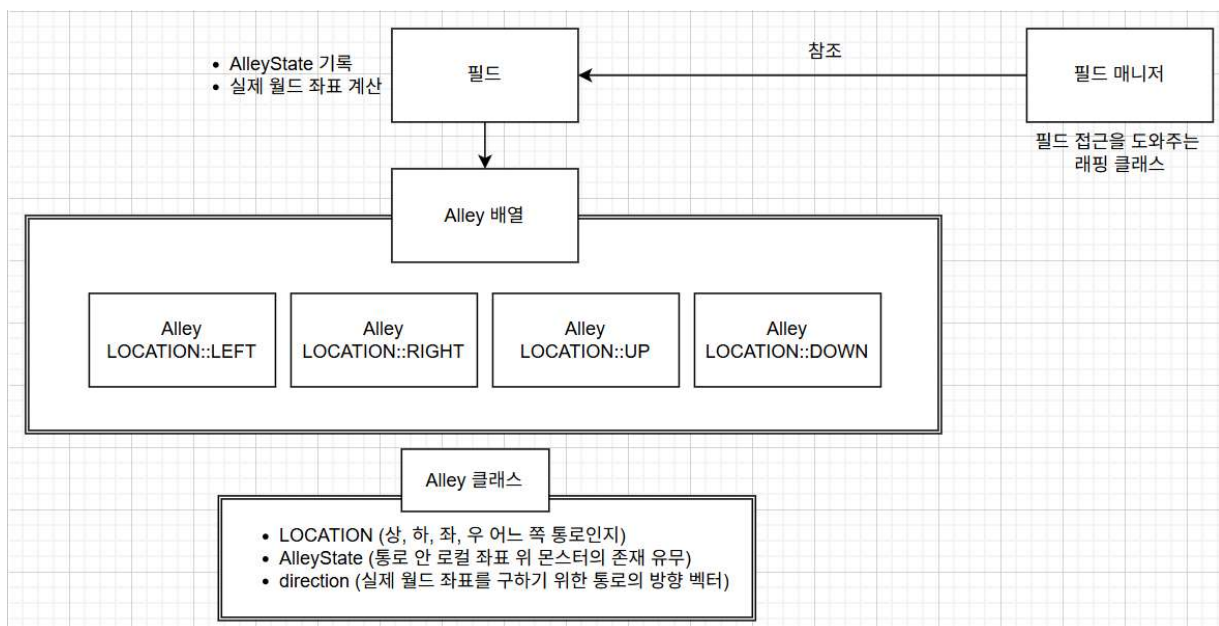 • AlleyState 기록
• 실제 월드 좌표 계산
필드
참조
필드 매니저
필드 접근을 도와주는
래핑 클래스
Alley 배열
Alley
LOCATION::LEFT
Alley
LOCATION::RIGHT
Alley
LOCATION::UP
Alley
LOCATION::DOWN
Alley 클래스
• LOCATION (상, 하, 좌, 우 어느 쪽 통로인지)
• AlleyState (통로 안 로컬 좌표 위 몬스터의 존재 유무)
• direction (실제 월드 좌표를 구하기 위한 통로의 방향 벡터)